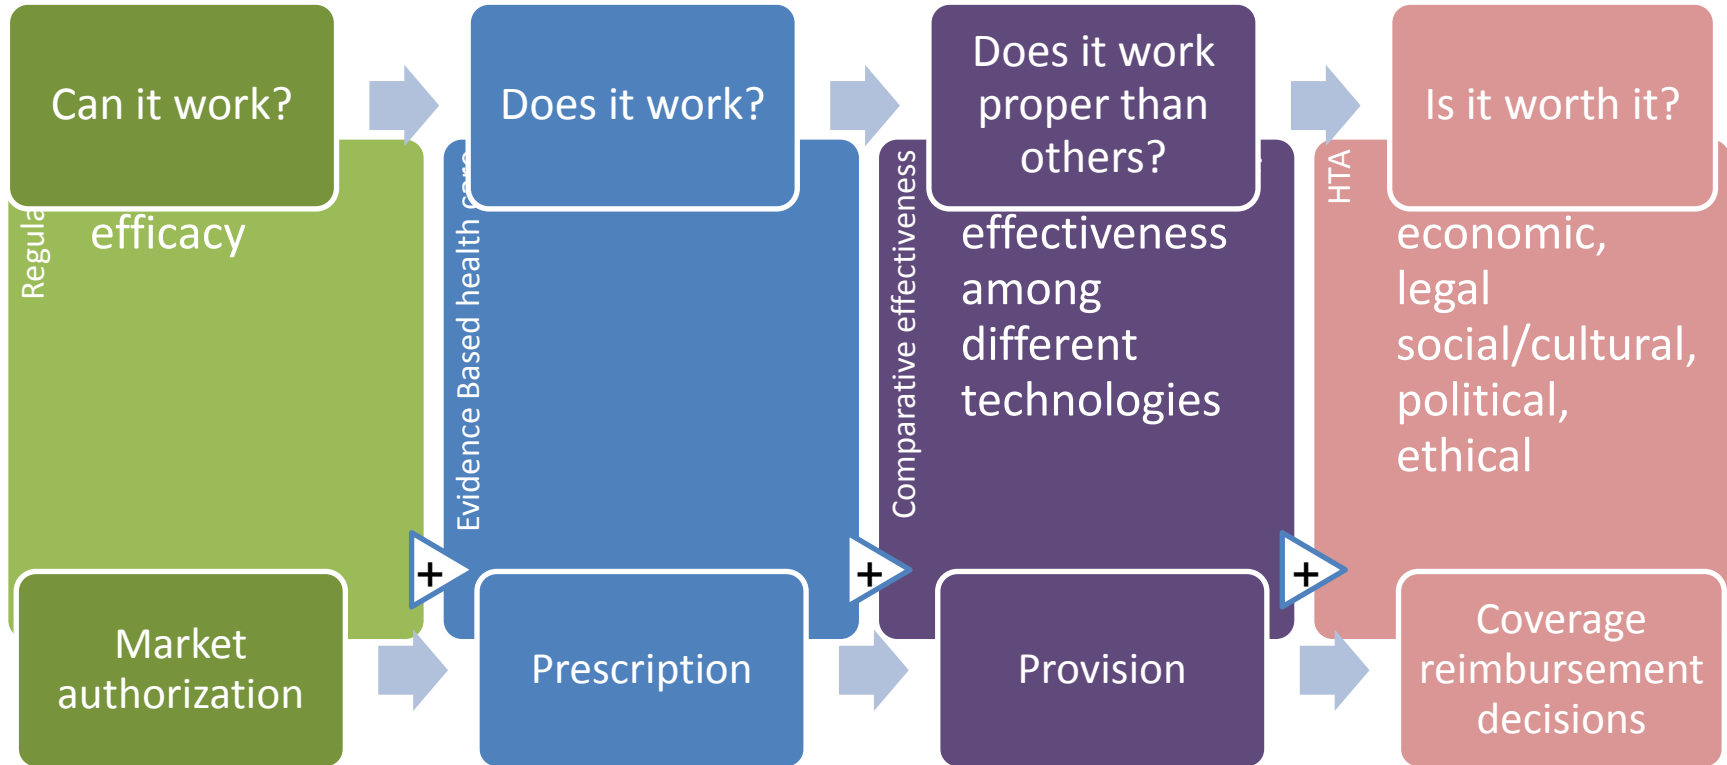 Can it work?
Does it work?
Does it work
proper than
others?
Is it worth it?
efficacy
Evidence Based health care
Comparative effectiveness
effectiveness
among
different
technologies
HTA
economic,
legal
social/cultural,
political,
ethical
+
+
+
Market
authorization
Prescription
Provision
Coverage
reimbursement
decisions